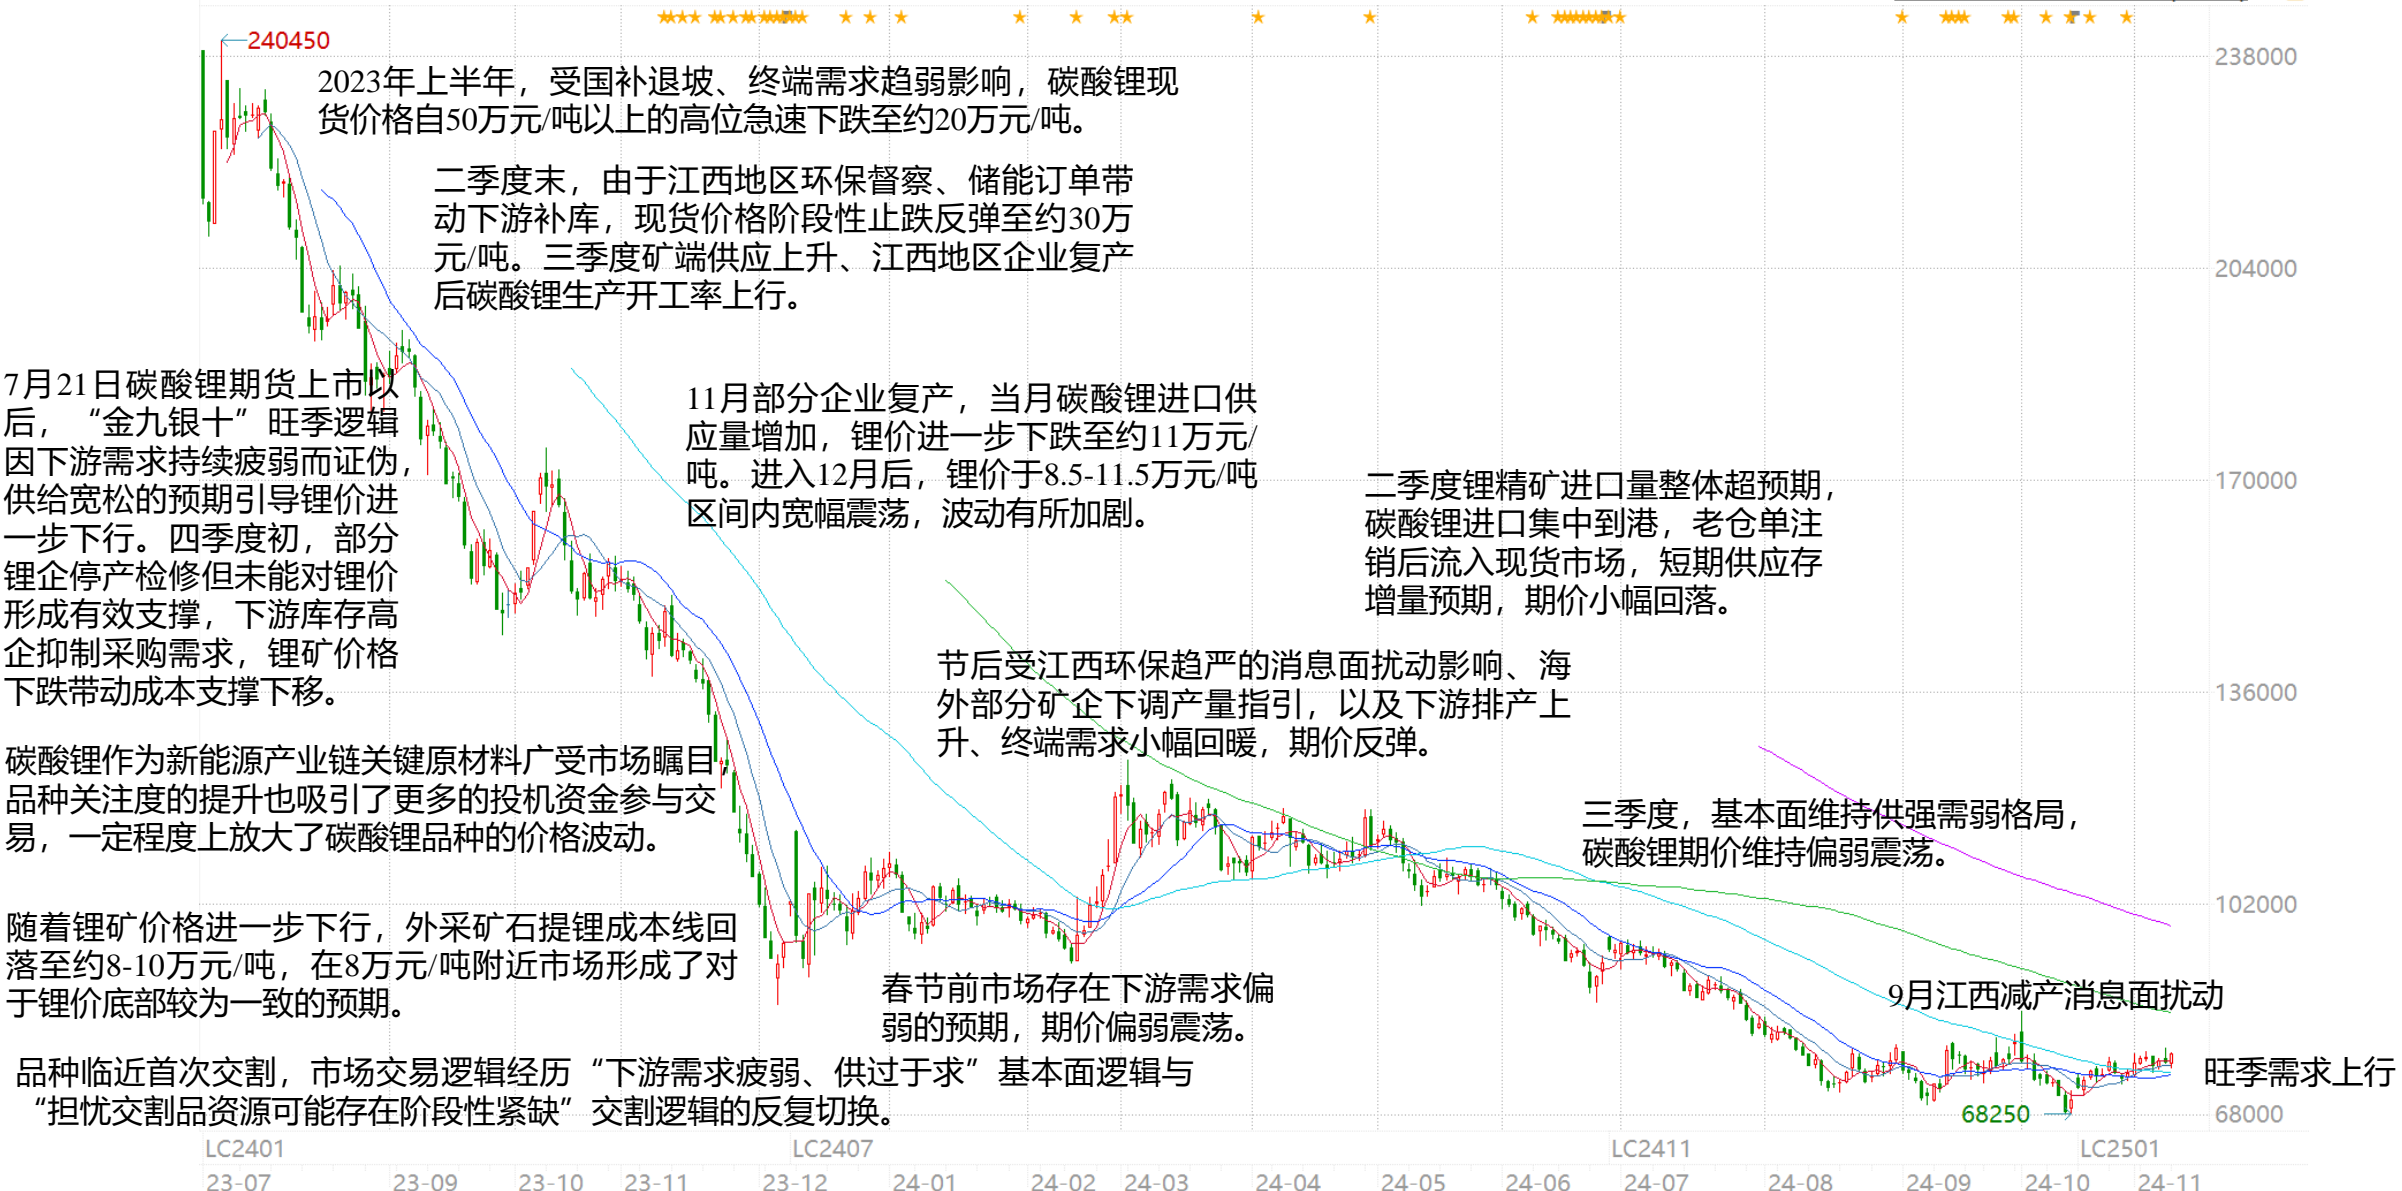 240450
238000
2023年上半年，受国补退坡、终端需求趋弱影响，碳酸锂现
货价格自50万元/吨以上的高位急速下跌至约20万元/吨。
二季度末，由于江西地区环保督察、储能订单带
动下游补库，现货价格阶段性止跌反弹至约30万
元/吨。三季度矿端供应上升、江西地区企业复产
后碳酸锂生产开工率上行。
204000
7月21日碳酸锂期货上市以
后，“金九银十”旺季逻辑
因下游需求持续疲弱而证伪，
供给宽松的预期引导锂价进
一步下行。四季度初，部分
锂企停产检修但未能对锂价
形成有效支撑，下游库存高
企抑制采购需求，锂矿价格
下跌带动成本支撑下移。
11月部分企业复产，当月碳酸锂进口供
应量增加，锂价进一步下跌至约11万元/
吨。进入12月后，锂价于8.5-11.5万元/吨
区间内宽幅震荡，波动有所加剧。
二季度锂精矿进口量整体超预期，
碳酸锂进口集中到港，老仓单注
销后流入现货市场，短期供应存
增量预期，期价小幅回落。
170000
节后受江西环保趋严的消息面扰动影响、海
外部分矿企下调产量指引，以及下游排产上
升、终端需求小幅回暖，期价反弹。
136000
碳酸锂作为新能源产业链关键原材料广受市场瞩目，
品种关注度的提升也吸引了更多的投机资金参与交
易，一定程度上放大了碳酸锂品种的价格波动。
三季度，基本面维持供强需弱格局，
碳酸锂期价维持偏弱震荡。
102000
随着锂矿价格进一步下行，外采矿石提锂成本线回
落至约8-10万元/吨，在8万元/吨附近市场形成了对
于锂价底部较为一致的预期。
春节前市场存在下游需求偏
弱的预期，期价偏弱震荡。
9月江西减产消息面扰动
品种临近首次交割，市场交易逻辑经历“下游需求疲弱、供过于求”基本面逻辑与
“担忧交割品资源可能存在阶段性紧缺”交割逻辑的反复切换。
旺季需求上行
68250
68000
LC2401 LC2407 LC2411 LC2501
23-07 23-09 23-10 23-11 23-12 24-01 24-02 24-03 24-04 24-05 24-06 24-07 24-08 24-09 24-10 24-11